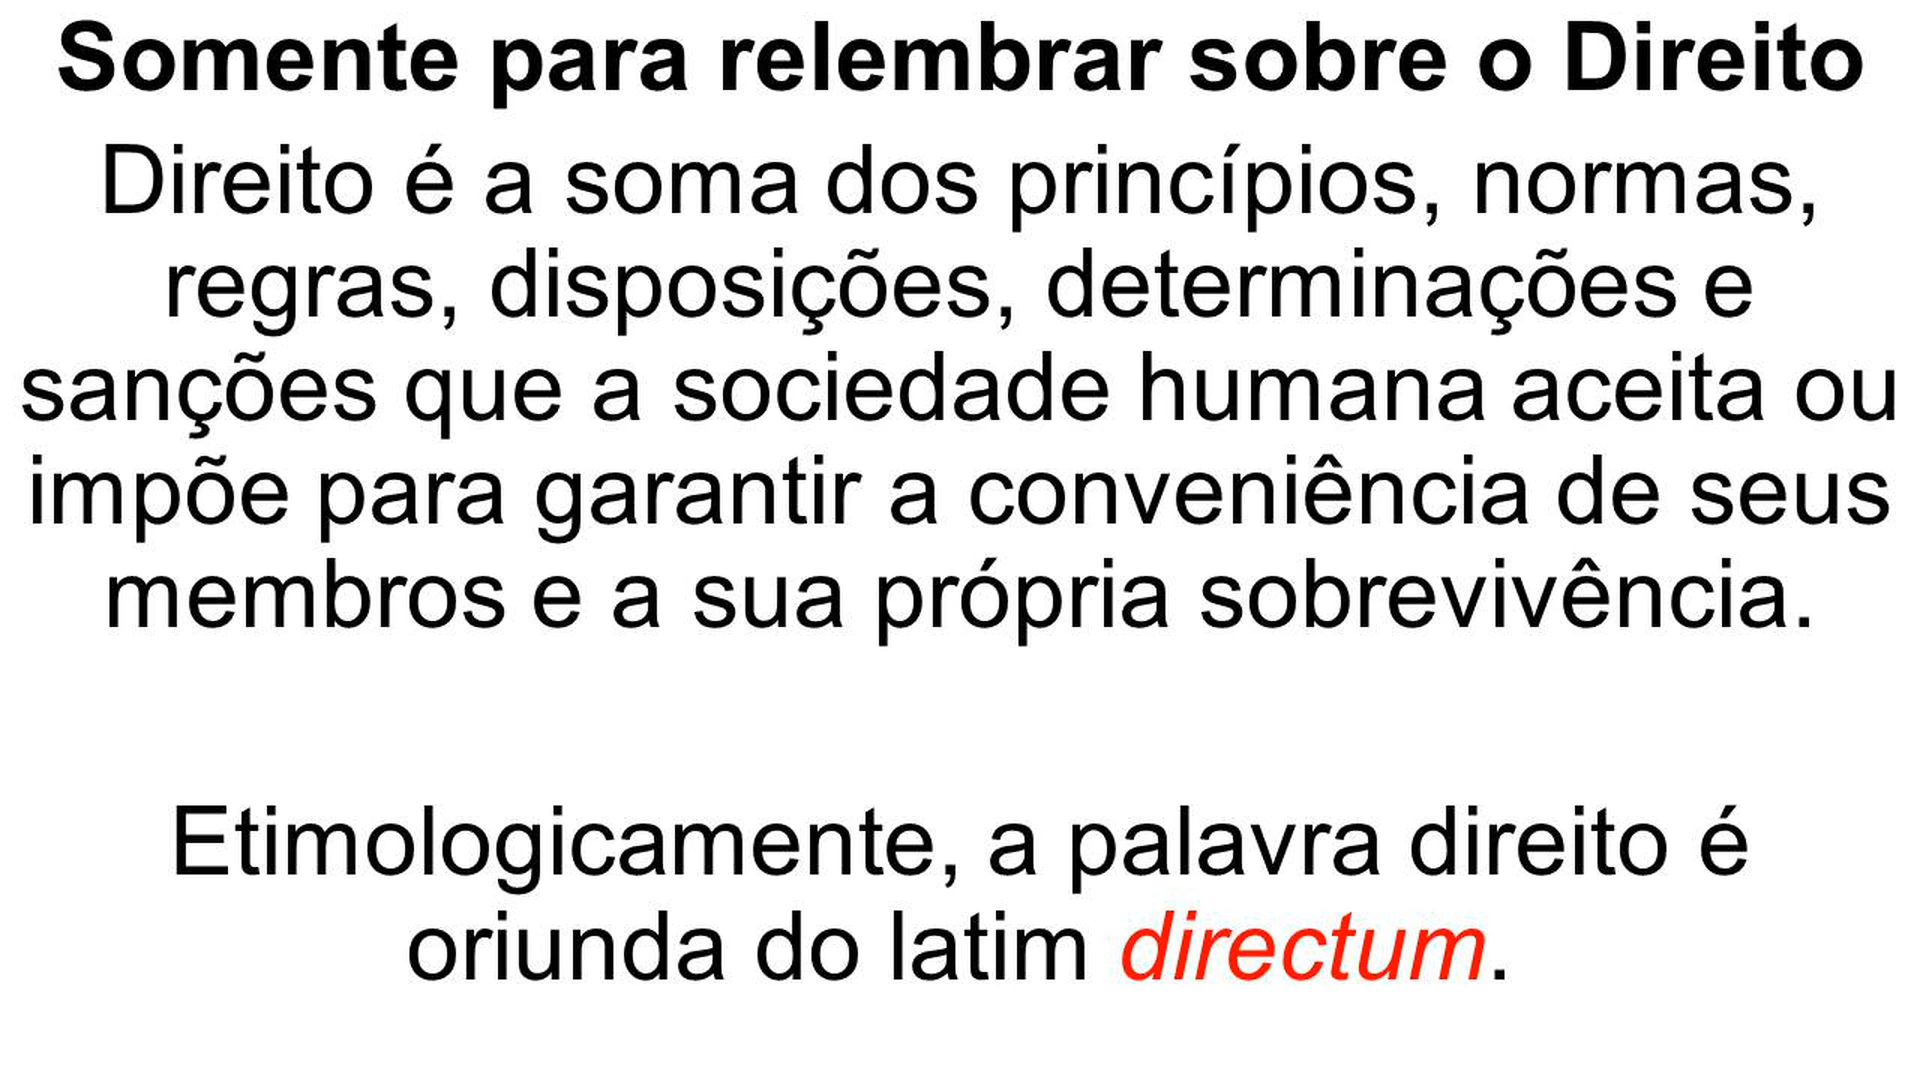 Somente para relembrar sobre o Direito
Direito é a soma dos princípios, normas,
regras, disposições, determinações e
sanções que a sociedade humana aceita ou
impõe para garantir a conveniência de seus
membros e a sua própria sobrevivência.
Etimologicamente, a palavra direito é
oriunda do latim directum.